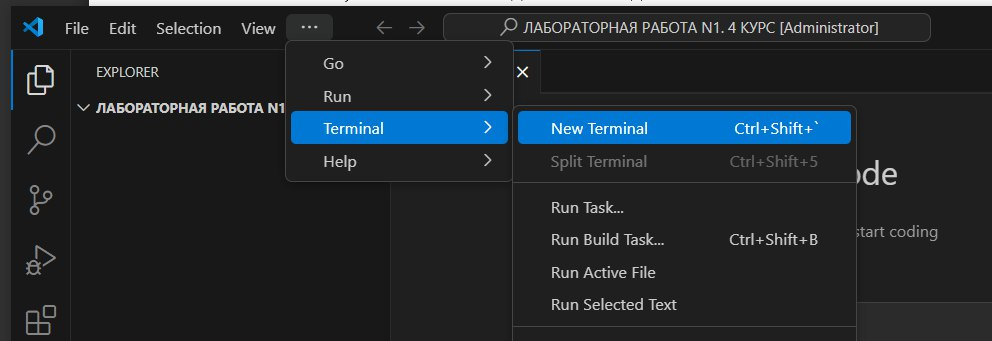 File Edit Selection View ...
ЛАБОРАТОРНАЯ РАБОТА N1. 4 КУРС [Administrator]
EXPLORER
ЛАБОРАТОРНАЯ РАБОТА N1
Go
Run
Terminal
Help
New Terminal Ctrl+Shift+`
Split Terminal Ctrl+Shift+5
Run Task...
Run Build Task... Ctrl+Shift+B
Run Active File
Run Selected Text
ode
start coding